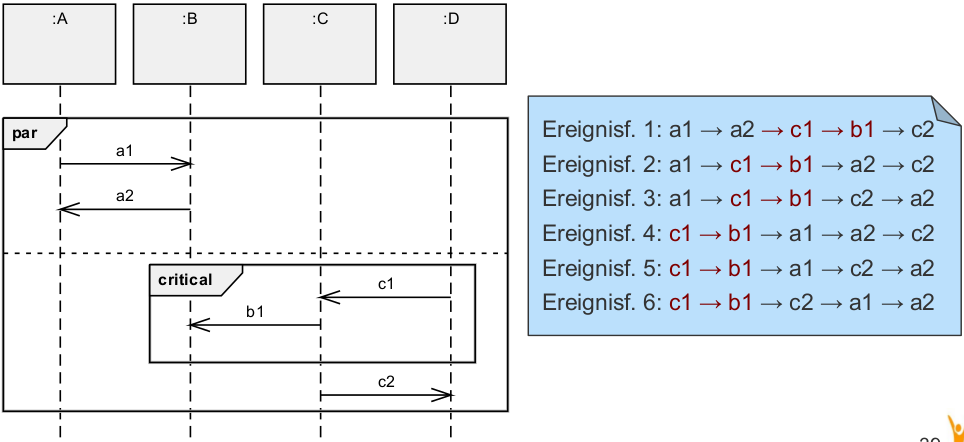 :A
:B
:C
:D
par
a1
a2
critical
c1
b1
c2
Ereignisf. 1: a1 → a2 → c1 → b1 → c2
Ereignisf. 2: a1 → c1 → b1 → a2 → c2
Ereignisf. 3: a1 → c1 → b1 → c2 → a2
Ereignisf. 4: c1 → b1 → a1 → a2 → c2
Ereignisf. 5: c1 → b1 → a1 → c2 → a2
Ereignisf. 6: c1 → b1 → c2 → a1 → a2